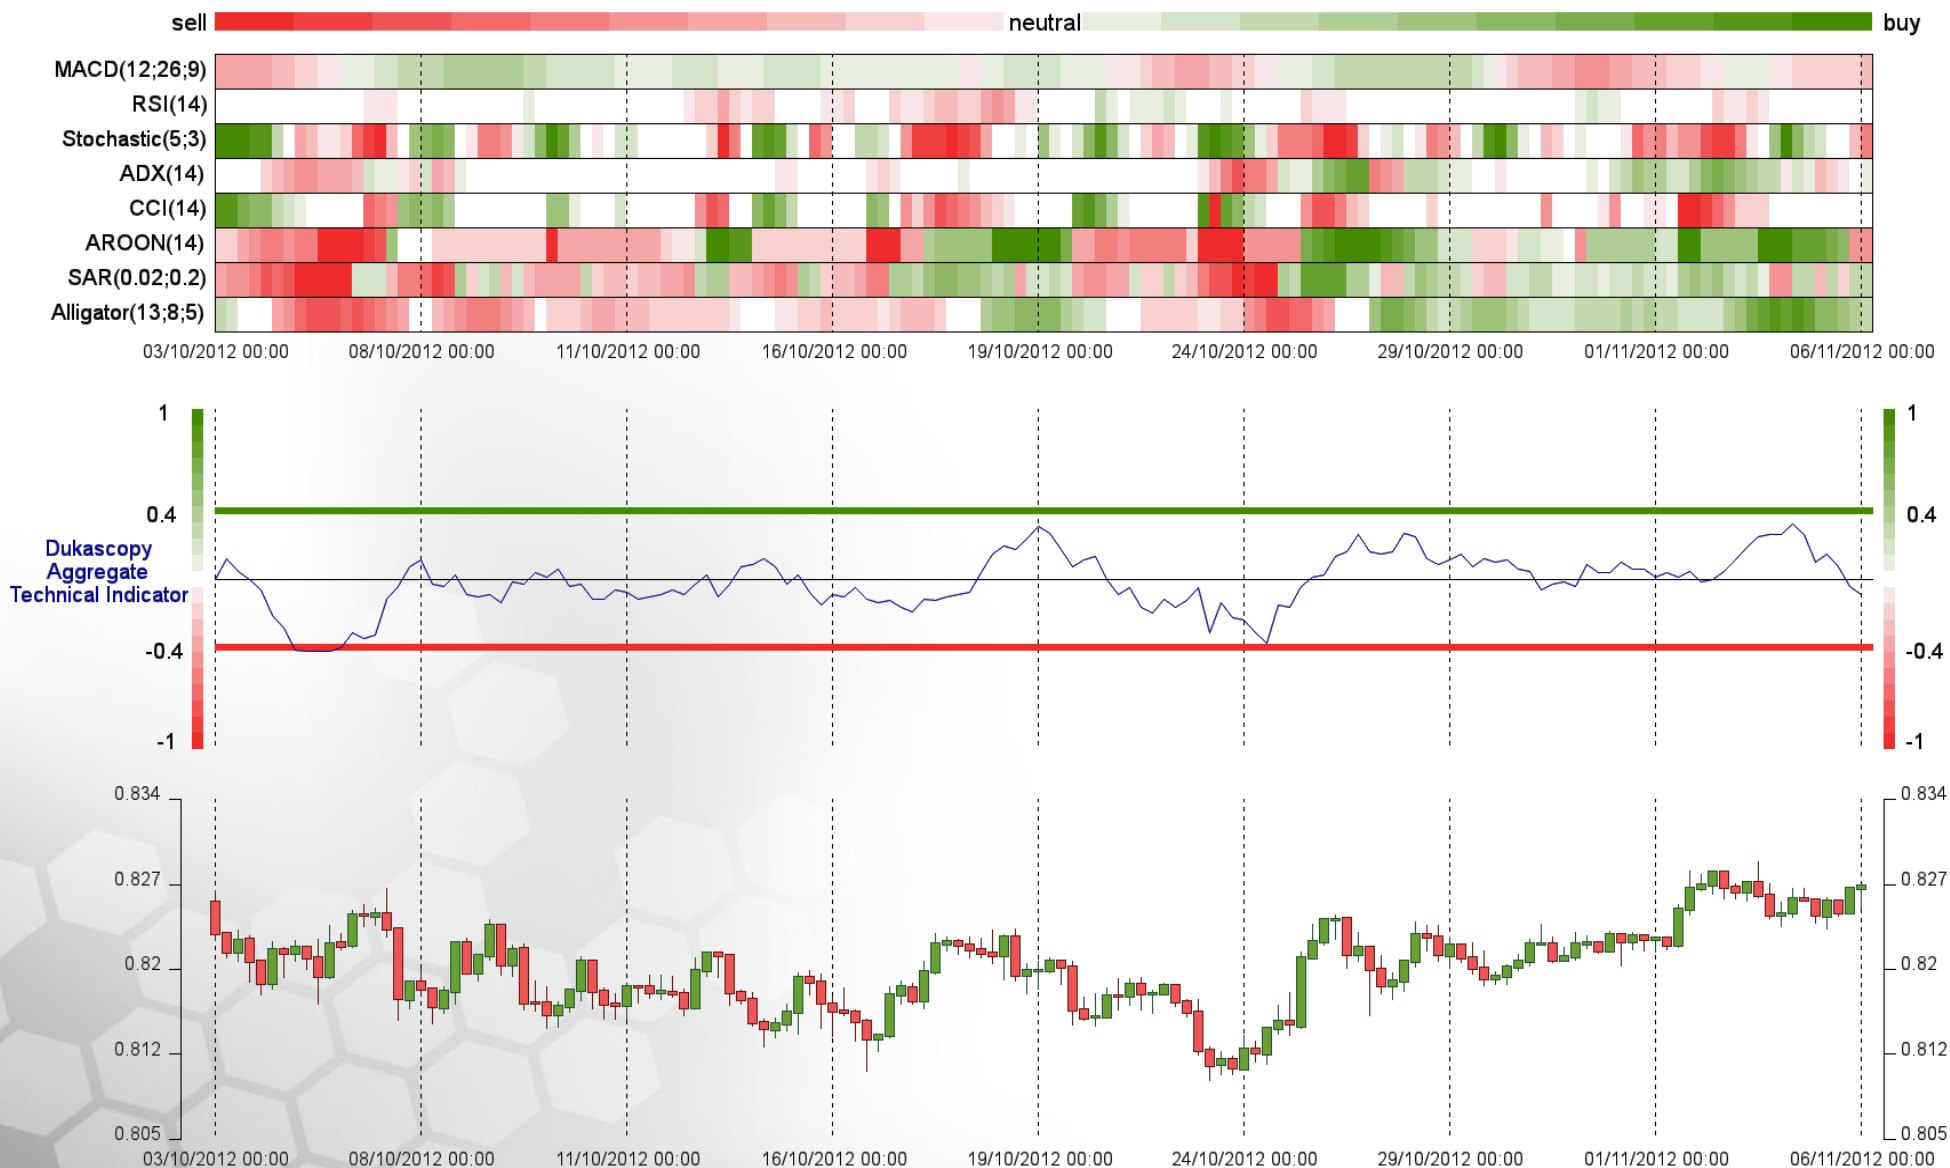 sell neutral buy
MACD(12;26;9)
RSI(14)
Stochastic(5;3)
ADX(14)
CCI(14)
AROON(14)
SAR(0.02;0.2)
Alligator(13;8;5)
03/10/2012 00:00 08/10/2012 00:00 11/10/2012 00:00 16/10/2012 00:00 19/10/2012 00:00 24/10/2012 00:00 29/10/2012 00:00 01/11/2012 00:00 06/11/2012 00:00
1 1
0.4 0.4
Dukascopy
Aggregate
Technical Indicator
-0.4 -0.4
-1 -1
0.834 0.834
0.827 0.827
0.82 0.82
0.812 0.812
0.805 0.805
03/10/2012 00:00 08/10/2012 00:00 11/10/2012 00:00 16/10/2012 00:00 19/10/2012 00:00 24/10/2012 00:00 29/10/2012 00:00 01/11/2012 00:00 06/11/2012 00:00